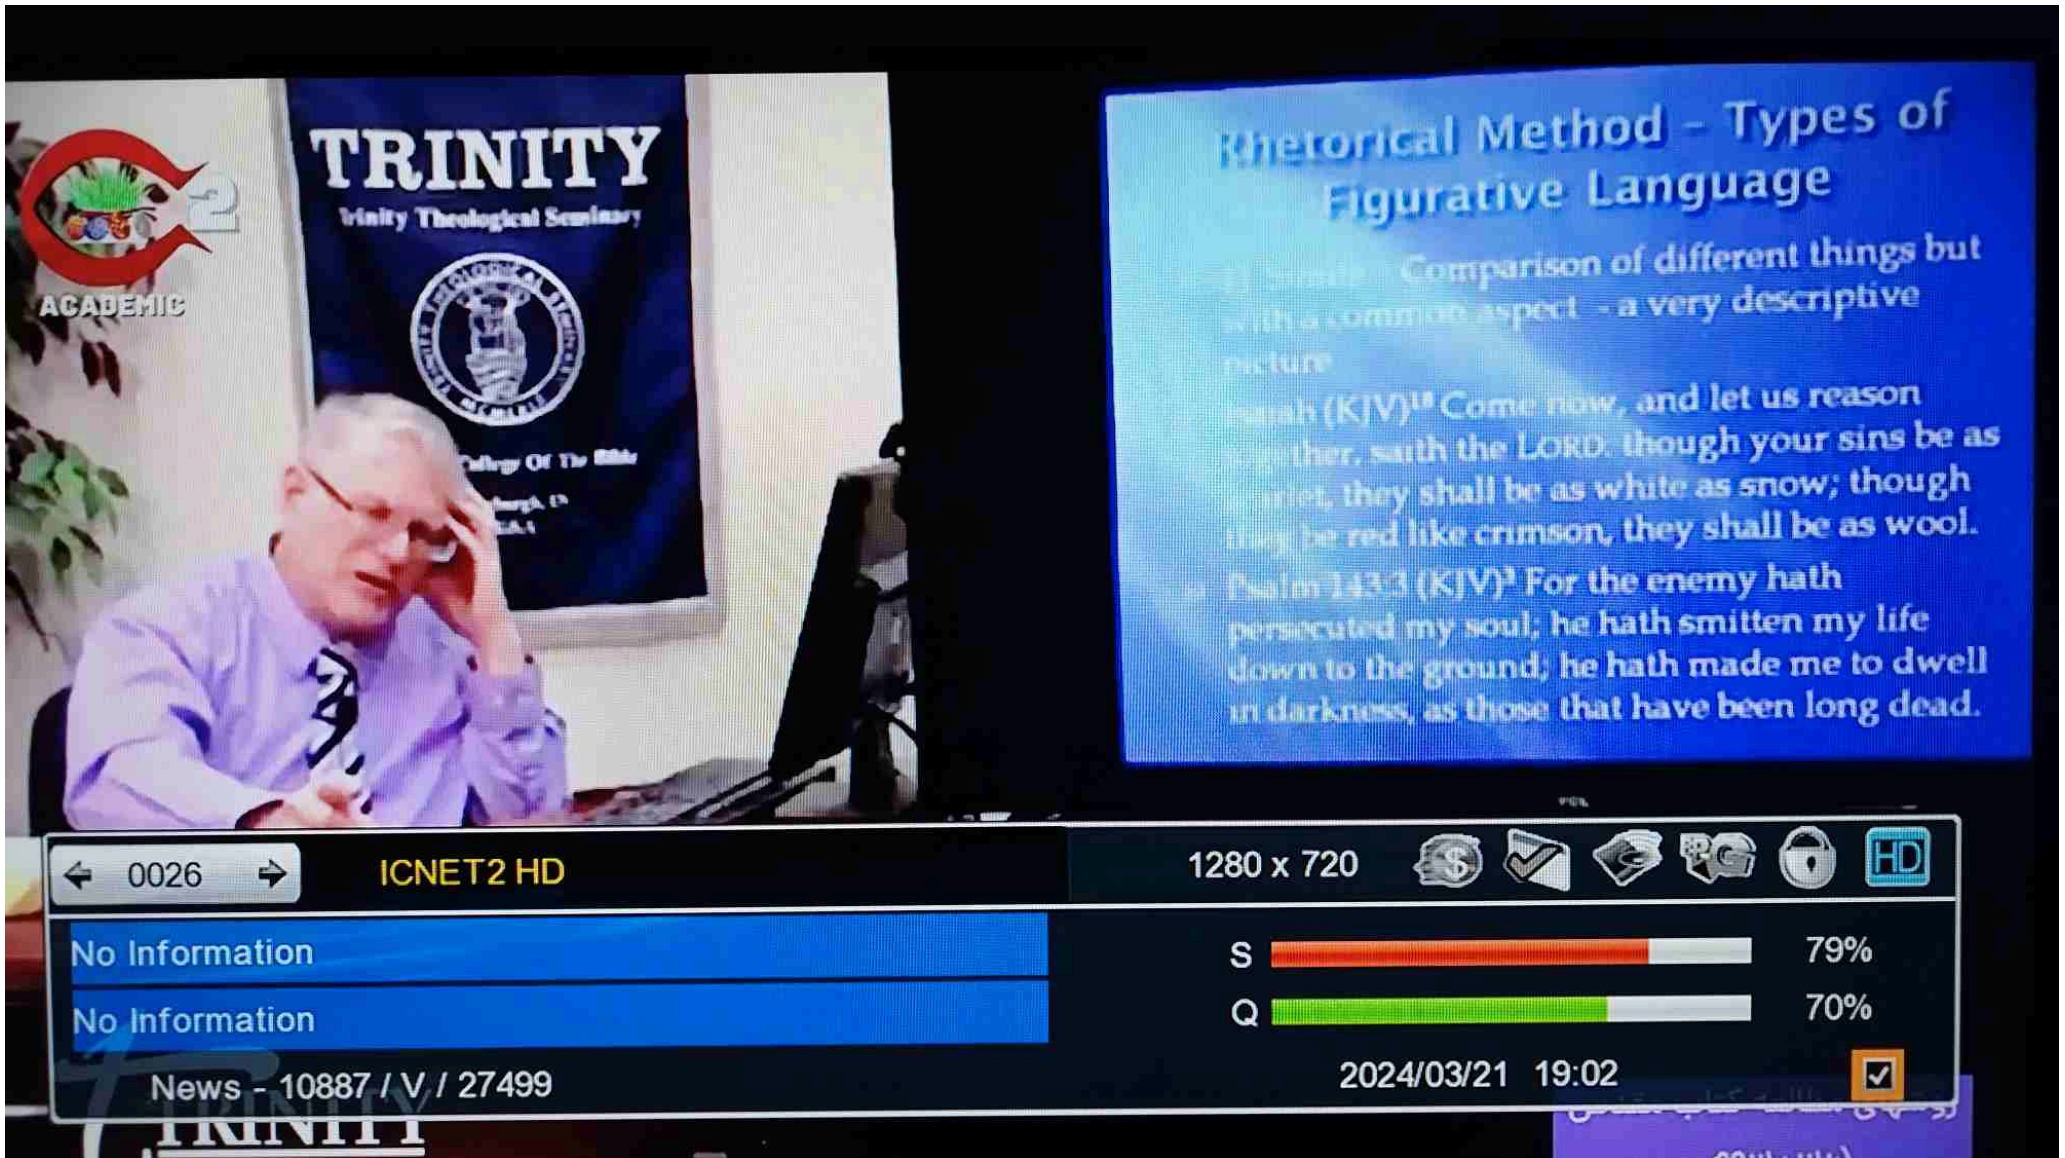 2
ACADEMIC
TRINITY
Trinity Theological Seminary
College Of The Bible
Rhetorical Method - Types of
Figurative Language
Comparison of different things but
with a common aspect - a very descriptive
picture
(KJV)18 Come now, and let us reason
saith the LORD: though your sins be as
they shall be as white as snow; though
they be red like crimson, they shall be as wool.
Psalm 143:3 (KJV)3 For the enemy hath
persecuted my soul; he hath smitten my life
down to the ground; he hath made me to dwell
in darkness, as those that have been long dead.
0026
ICNET2 HD
1280 x 720
HD
No Information
S 79%
No Information
Q 70%
News - 10887 / V / 27499
2024/03/21 19:02
TRINITY